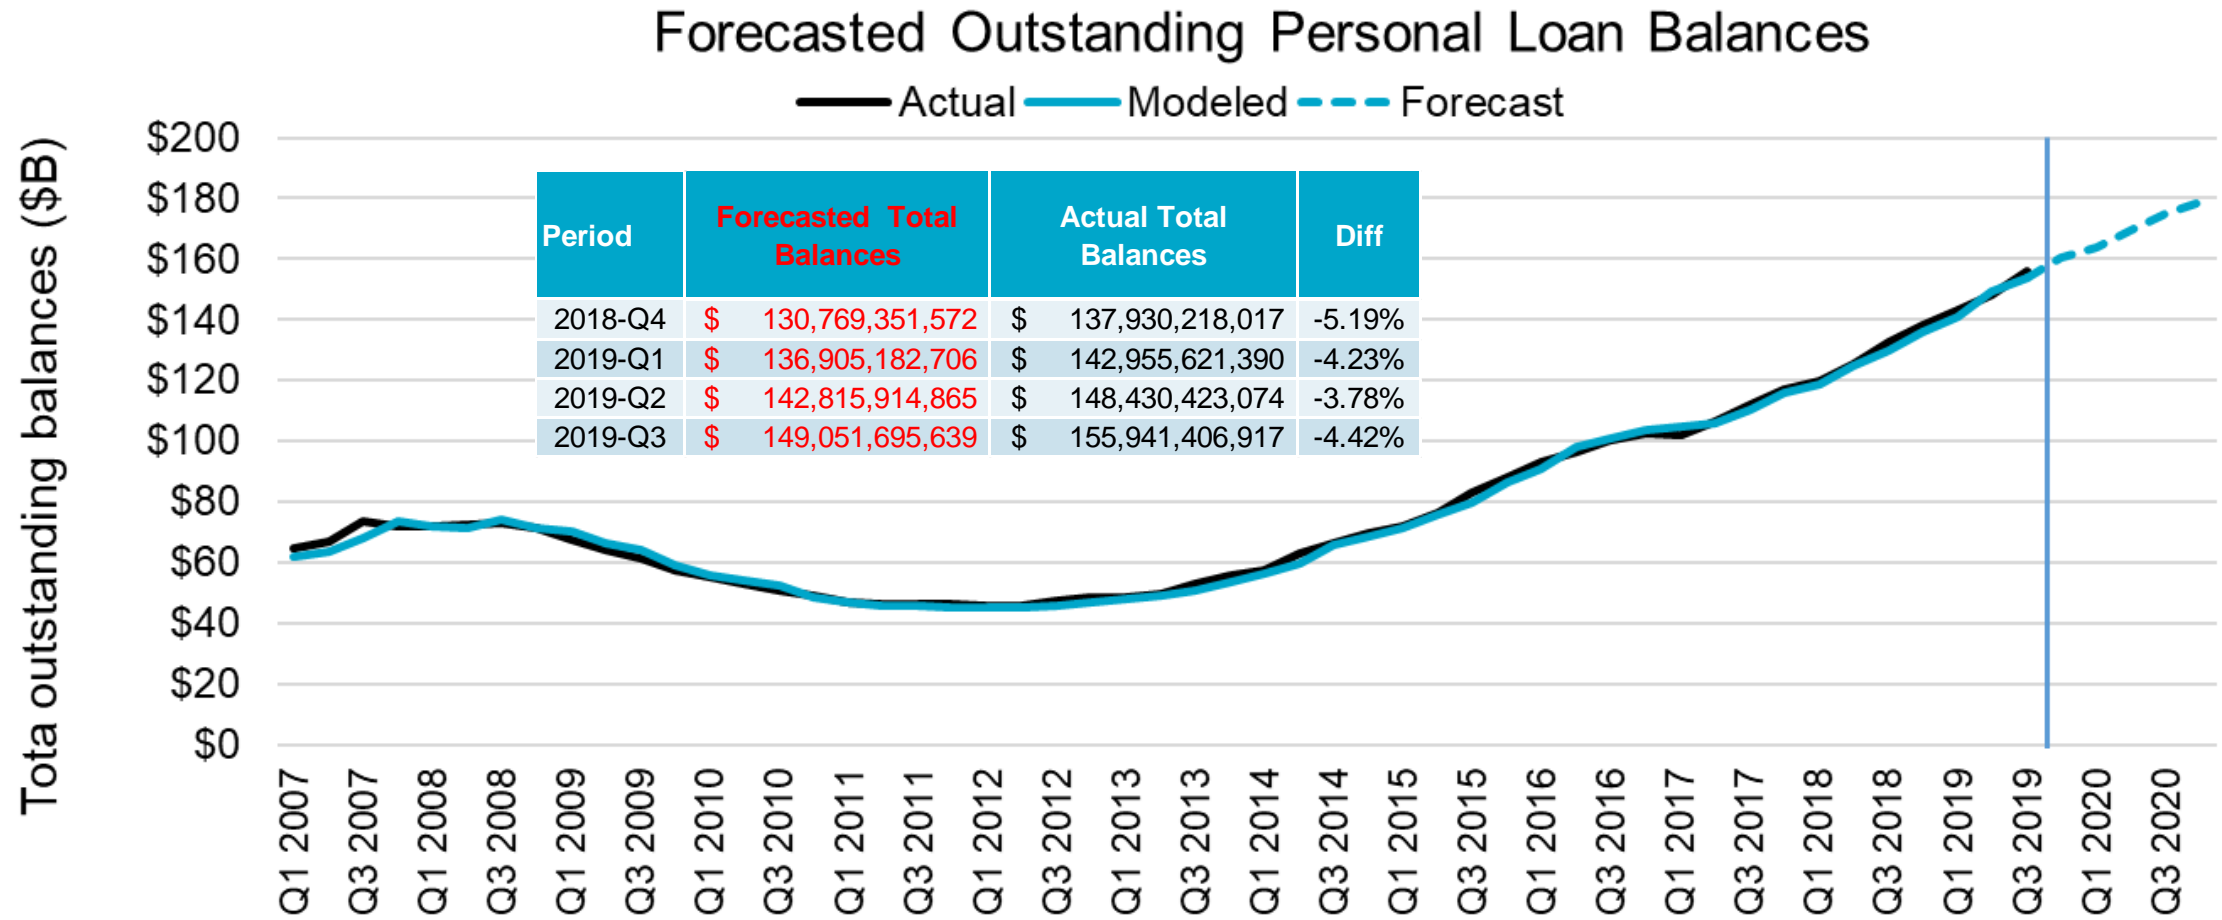 Forecasted Outstanding Personal Loan Balances
Actual Modeled Forecast
Tota outstanding balances ($B)
$200
$180
$160
$140
$120
$100
$80
$60
$40
$20
$0
Period Forecasted Total Balances Actual Total Balances Diff
2018-Q4 $ 130,769,351,572 $ 137,930,218,017 -5.19%
2019-Q1 $ 136,905,182,706 $ 142,955,621,390 -4.23%
2019-Q2 $ 142,815,914,865 $ 148,430,423,074 -3.78%
2019-Q3 $ 149,051,695,639 $ 155,941,406,917 -4.42%
Q1 2007
Q3 2007
Q1 2008
Q3 2008
Q1 2009
Q3 2009
Q1 2010
Q3 2010
Q1 2011
Q3 2011
Q1 2012
Q3 2012
Q1 2013
Q3 2013
Q1 2014
Q3 2014
Q1 2015
Q3 2015
Q1 2016
Q3 2016
Q1 2017
Q3 2017
Q1 2018
Q3 2018
Q1 2019
Q3 2019
Q1 2020
Q3 2020